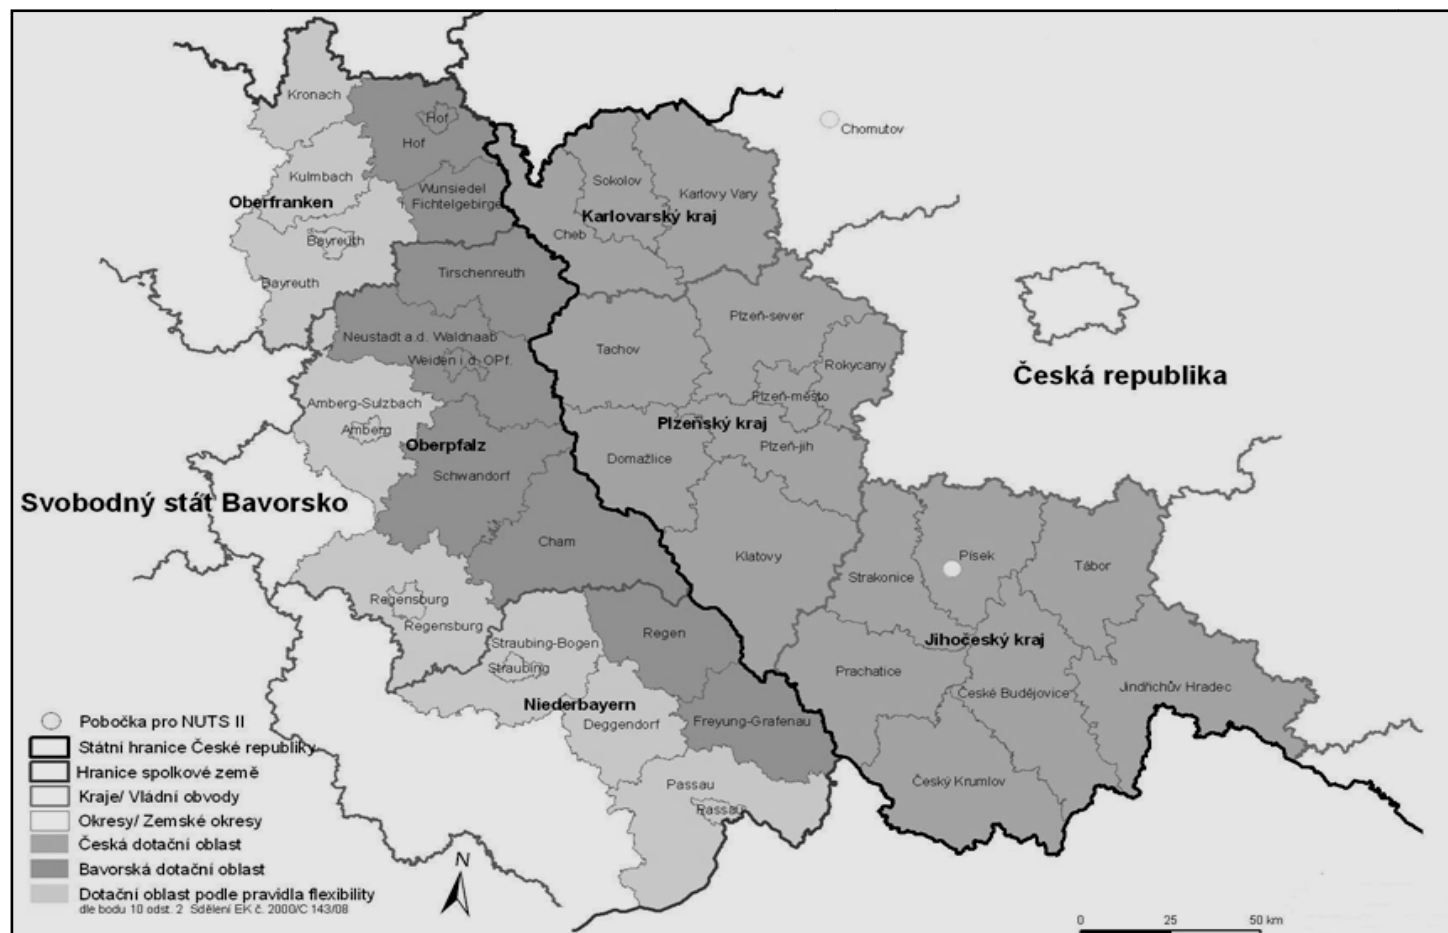 Kronach
Hof
Hof
Chomutov
Kulmbach
Wunsiedel
Fichtelgebirge
Sokolov
Karlovy Vary
Oberfranken
Karlovarský kraj
Cheb
Bayreuth
Bayreuth
Tirschenreuth
Neustadt a.d. Waldnaab
Weiden i.d. OPf.
Plzeň-sever
Tachov
Rokycany
Česká republika
Plzeň-město
Amberg-Sulzbach
Amberg
Oberpfalz
Plzeňský kraj
Plzeň-jih
Domažlice
Schwandorf
Svobodný stát Bavorsko
Cham
Klatovy
Strakonice
Písek
Tábor
Regensburg
Regensburg
Straubing-Bogen
Straubing
Regen
Jihočeský kraj
Prachatice
České Budějovice
Jindřichův Hradec
Niederbayern
Deggendorf
Freyung-Grafenau
Passau
Passau
Český Krumlov
Pobočka pro NUTS II
Státní hranice České republiky
Hranice spolkové země
Kraje/ Vládní obvody
Okresy/ Zemské okresy
Česká dotační oblast
Bavorská dotační oblast
Dotační oblast podle pravidla flexibility
dle bodu 10 odst. 2 Sdělení EK č. 2000/C 143/08
N
0 25 50 km